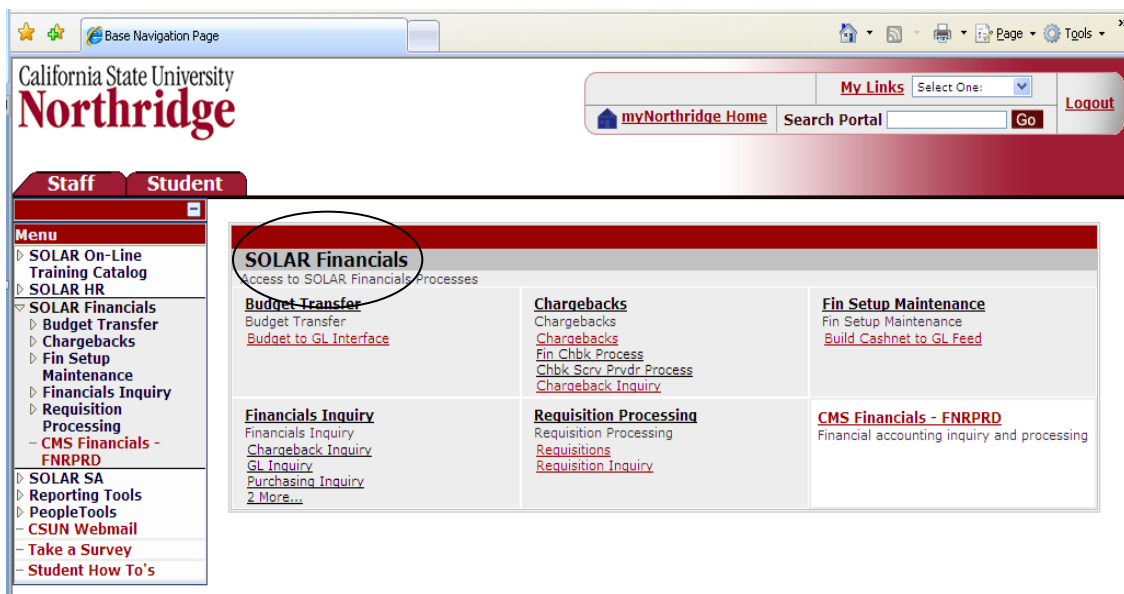 Base Navigation Page
Page
Tools
»
California State University
Northridge
My Links Select One:
Logout
myNorthridge Home Search Portal Go
Staff Student
Menu
SOLAR On-Line
Training Catalog
SOLAR HR
SOLAR Financials
Budget Transfer
Chargebacks
Fin Setup
Maintenance
Financials Inquiry
Requisition
Processing
CMS Financials -
FNRPRD
SOLAR SA
Reporting Tools
PeopleTools
CSUN Webmail
Take a Survey
Student How To's
SOLAR Financials
Access to SOLAR Financials Processes
Budget Transfer
Budget Transfer
Budget to GL Interface
Chargebacks
Chargebacks
Chargebacks
Fin Chbk Process
Chbk Scrv Prvdr Process
Chargeback Inquiry
Fin Setup Maintenance
Fin Setup Maintenance
Build Cashnet to GL Feed
Financials Inquiry
Financials Inquiry
Chargeback Inquiry
GL Inquiry
Purchasing Inquiry
2 More...
Requisition Processing
Requisition Processing
Requisitions
Requisition Inquiry
CMS Financials - FNRPRD
Financial accounting inquiry and processing